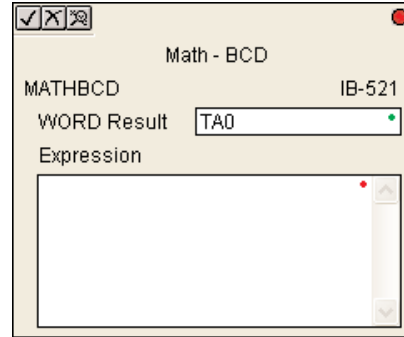 Math - BCD
MATHBCD IB-521
WORD Result TA0
Expression